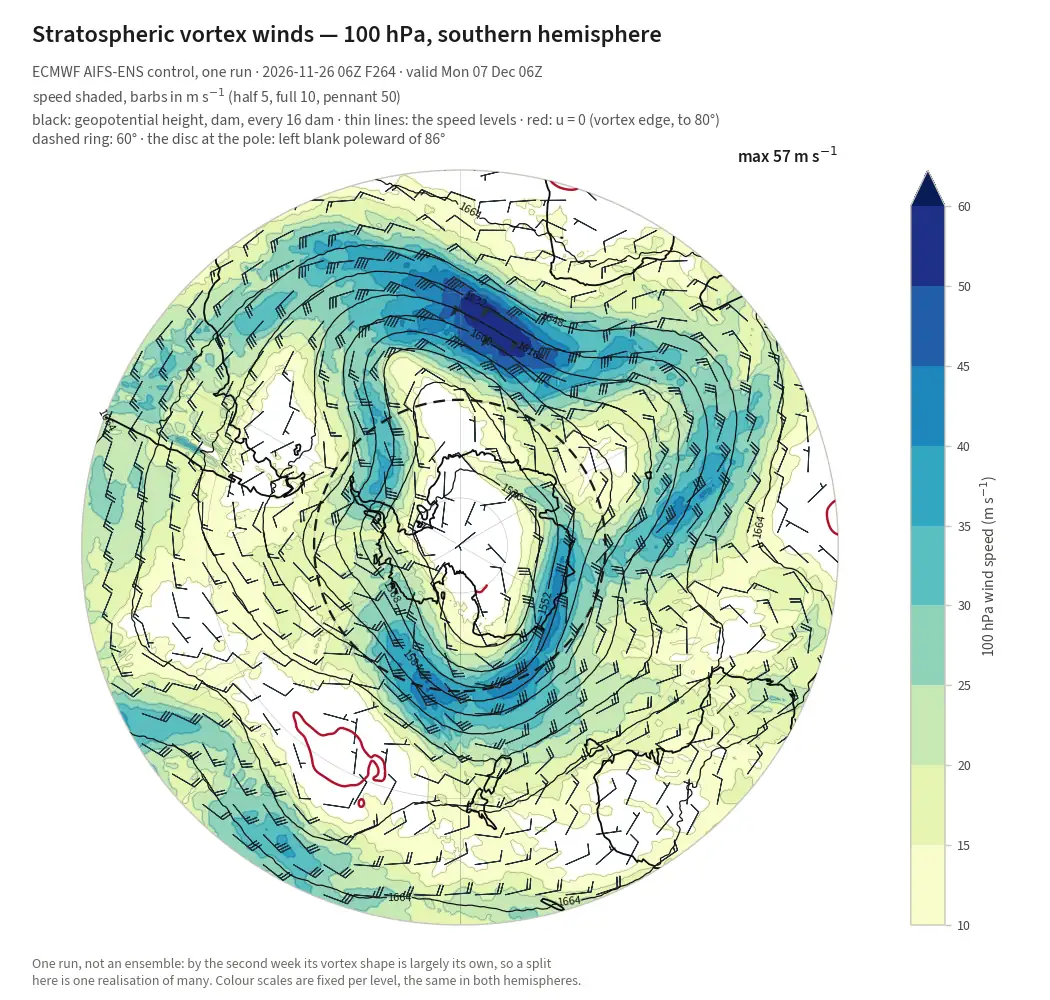 Stratospheric vortex winds — 100 hPa, southern hemisphere
ECMWF AIFS-ENS control, one run · 2026-11-26 06Z F264 · valid Mon 07 Dec 06Z
speed shaded, barbs in m s⁻¹ (half 5, full 10, pennant 50)
black: geopotential height, dam, every 16 dam · thin lines: the speed levels · red: u = 0 (vortex edge, to 80°)
dashed ring: 60° · the disc at the pole: left blank poleward of 86°
max 57 m s⁻¹
1664
1648
1616
1664
1552
1664
1664
60
50
45
40
35
30
25
20
15
10
100 hPa wind speed (m s⁻¹)
One run, not an ensemble: by the second week its vortex shape is largely its own, so a split
here is one realisation of many. Colour scales are fixed per level, the same in both hemispheres.